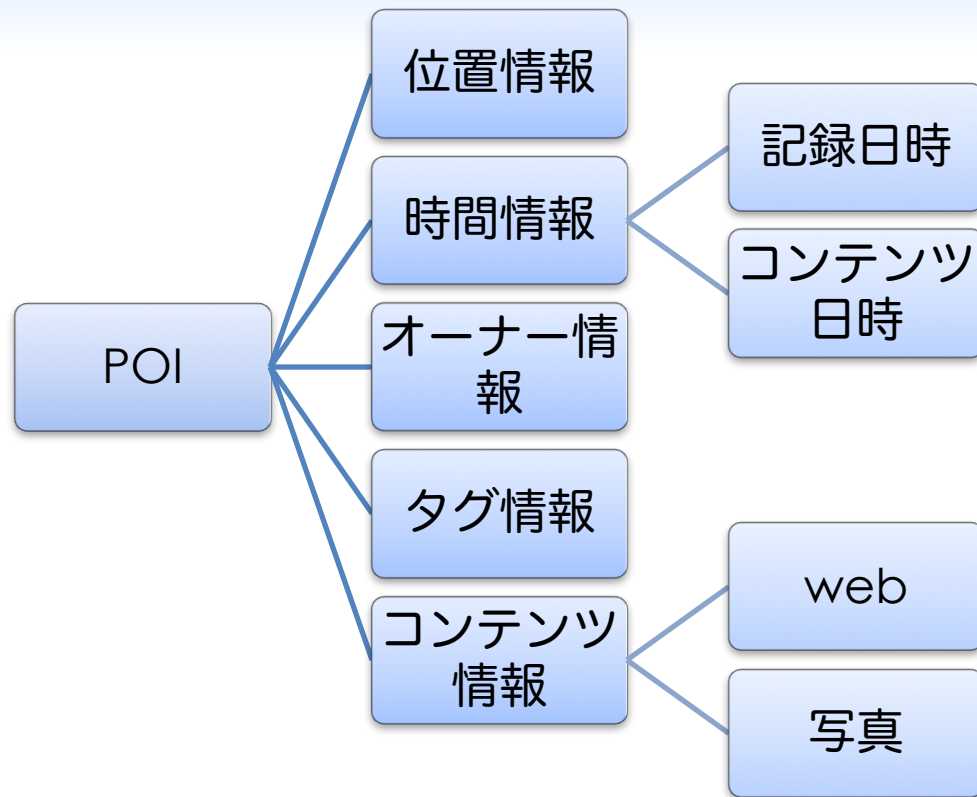 位置情報
記録日時
時間情報
コンテンツ
日時
POI
オーナー情
報
タグ情報
コンテンツ
情報
web
写真